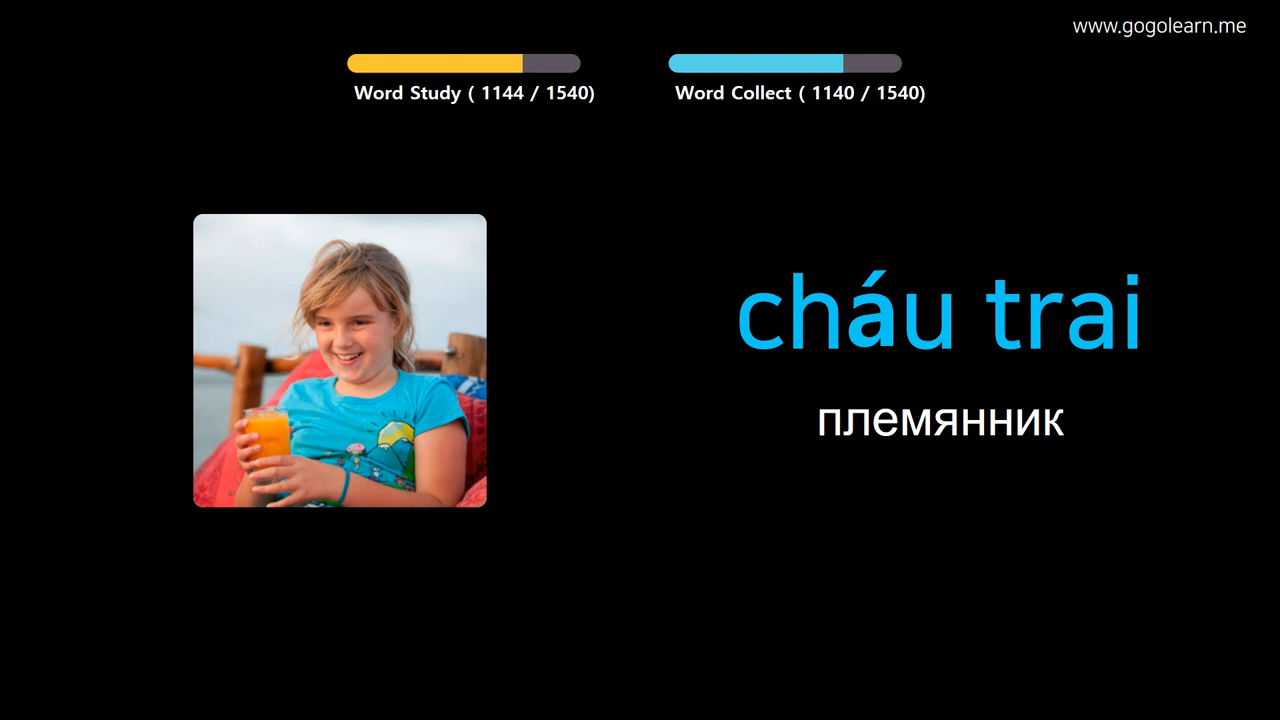 www.gogolearn.me
Word Study ( 1144 / 1540)
Word Collect ( 1140 / 1540)
cháu trai
племянник